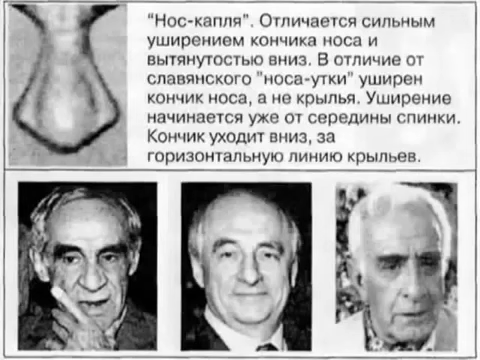 "Нос-капля". Отличается сильным
уширением кончика носа и
вытянутостью вниз. В отличие от
славянского "носа-утки" уширен
кончик носа, а не крылья. Уширение
начинается уже от середины спинки.
Кончик уходит вниз, за
горизонтальную линию крыльев.